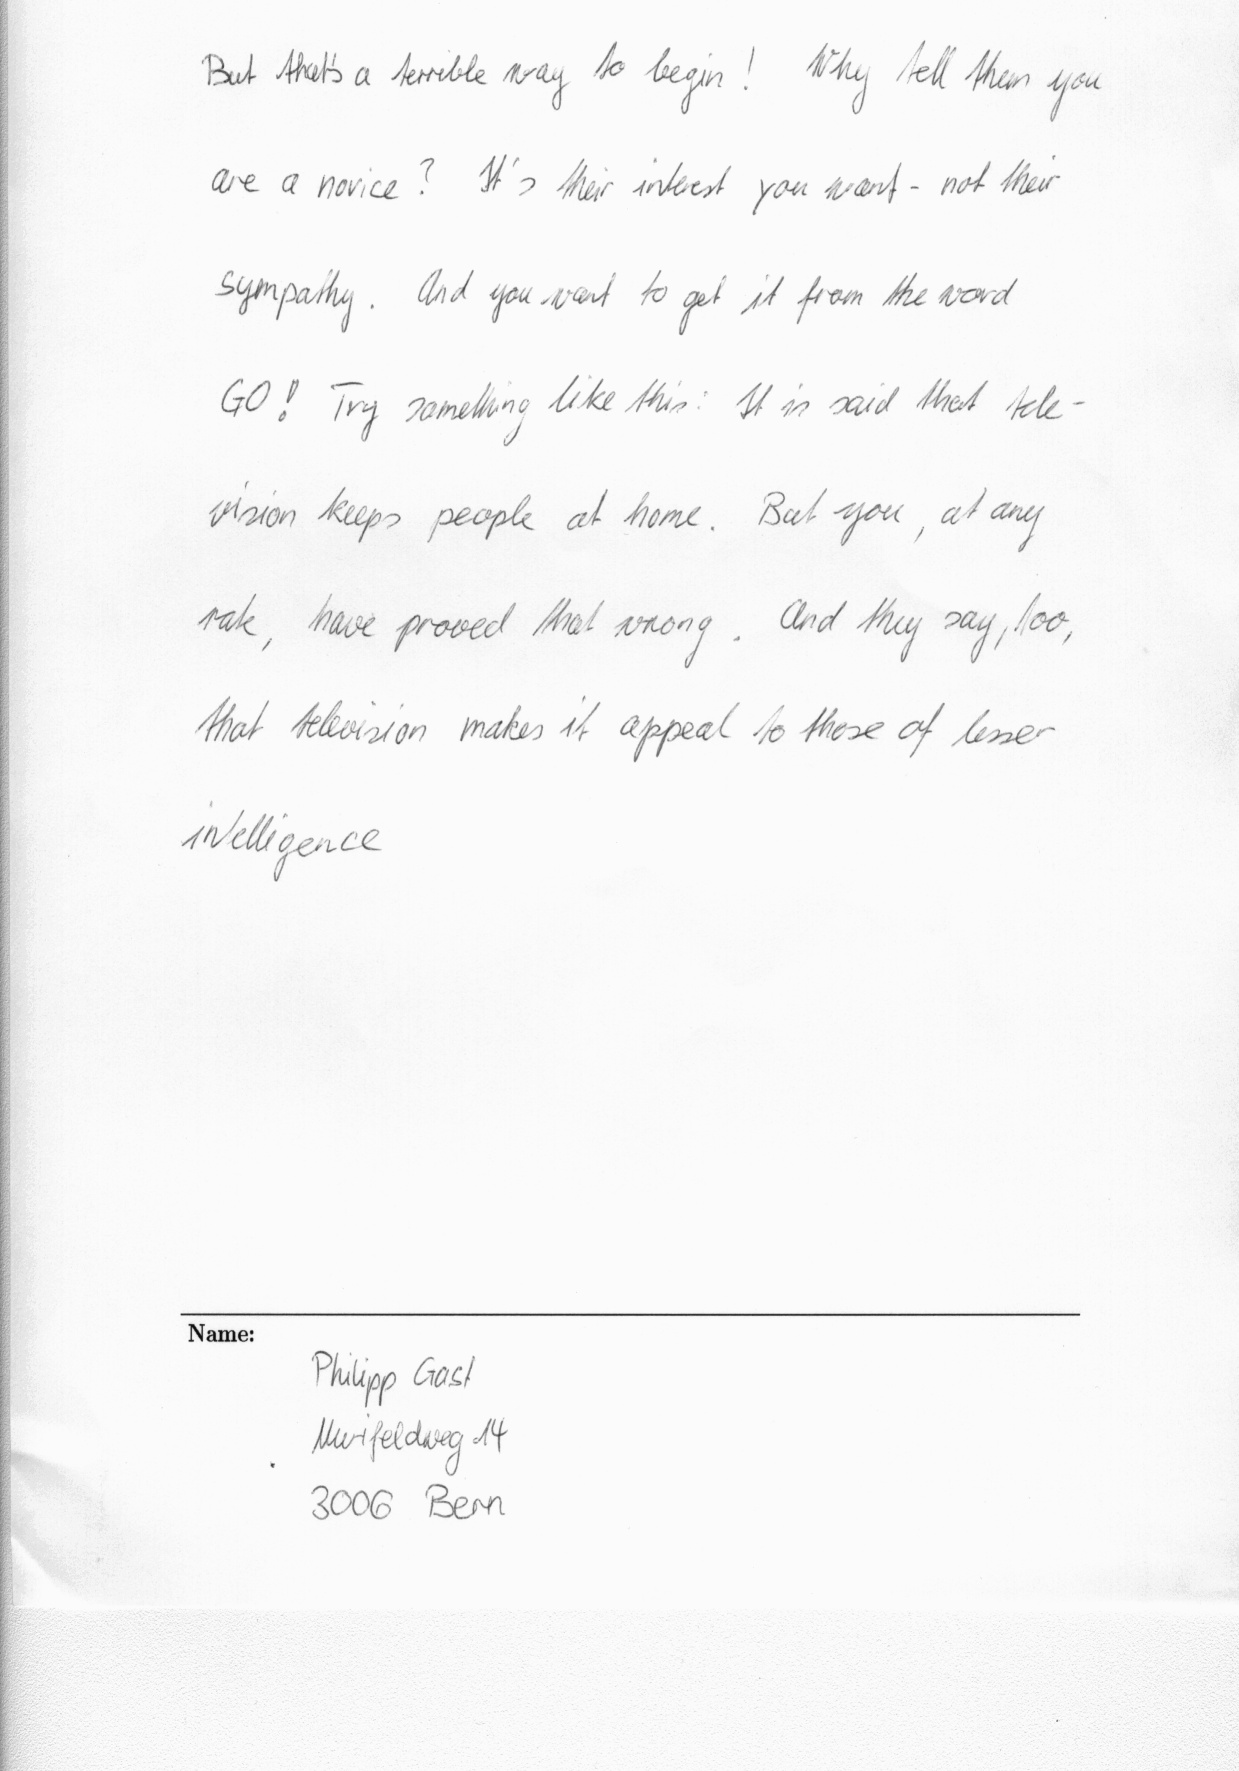 But that's a terrible way to begin! Why tell them you
are a novice? It's their interest you want - not their
sympathy. And you want to get it from the word
GO! Try something like this: It is said that tele-
vision keeps people at home. But you, at any
rate, have proved that wrong. And they say, too,
that television makes it appeal to those of lesser
intelligence
Name:
Philipp Gast
Murifeldweg 14
3006 Bern